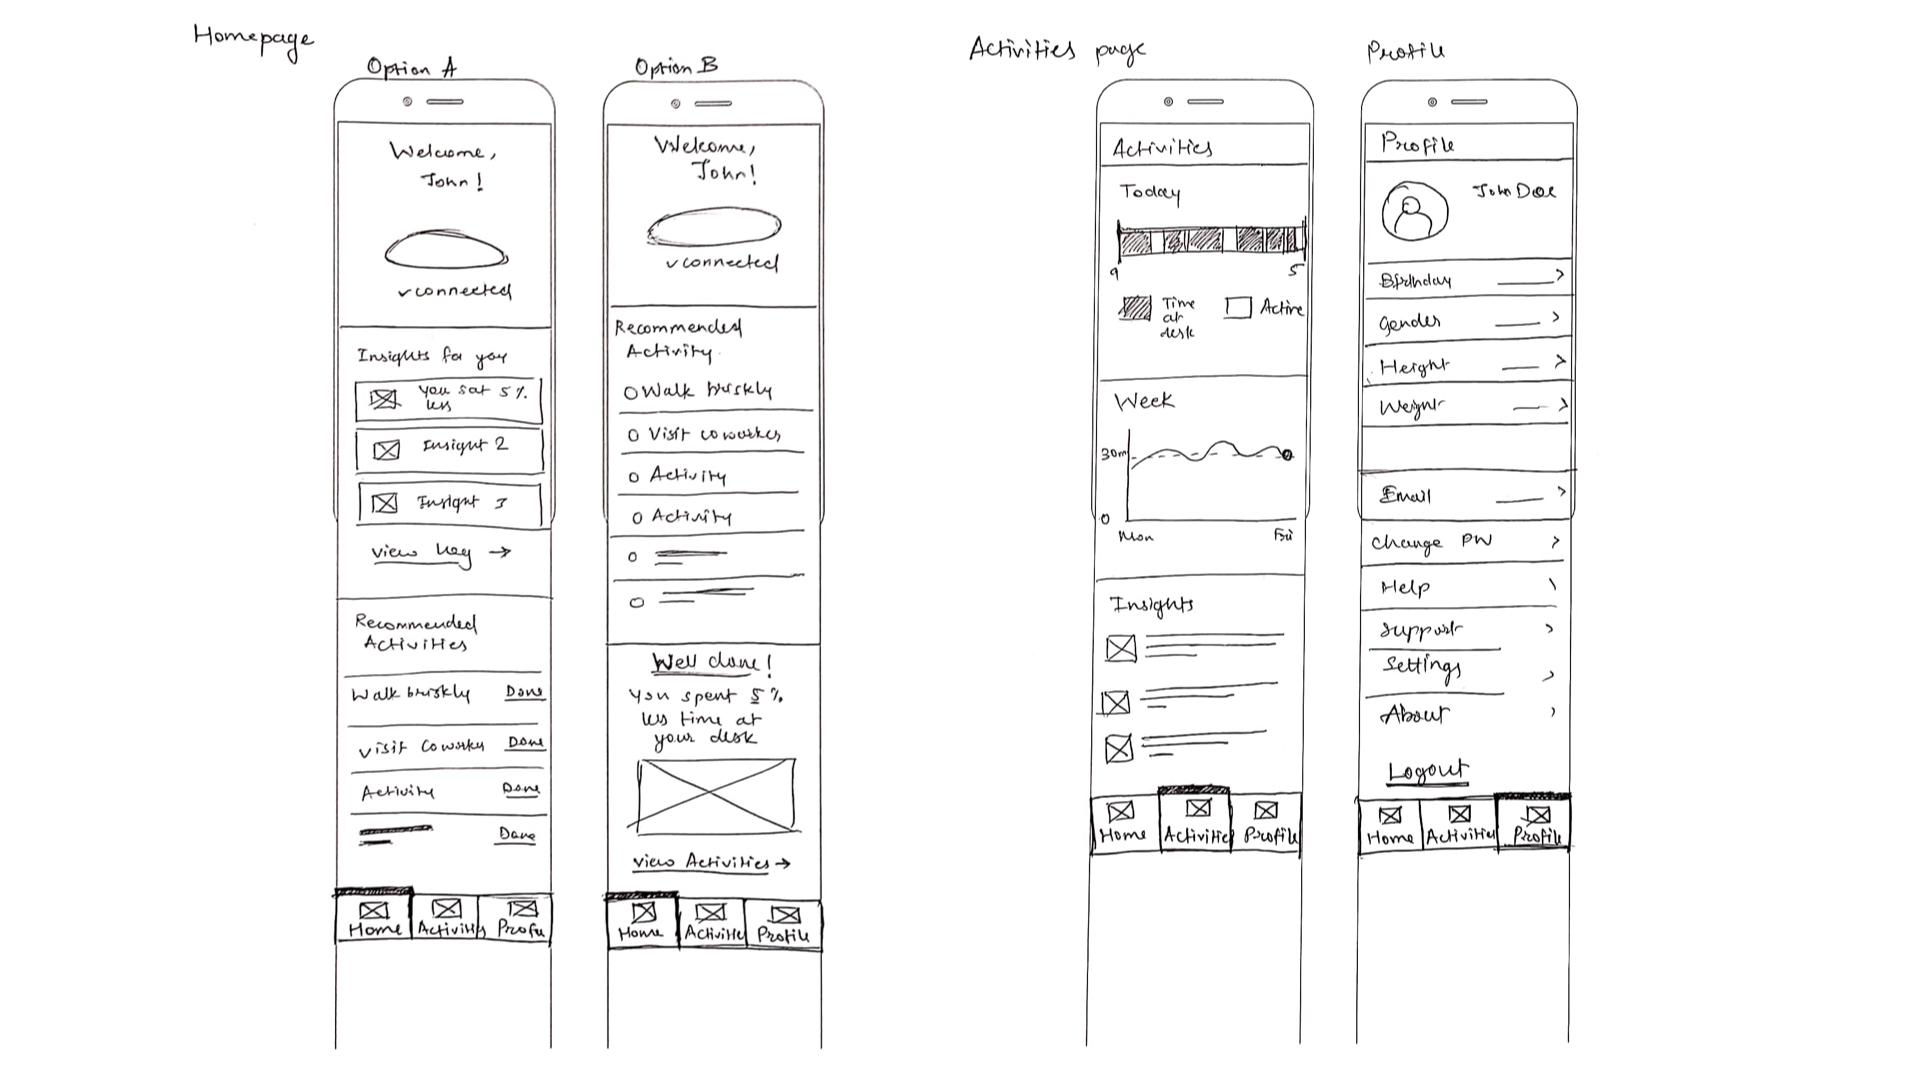 Homepage
Option A
Welcome,
John!
✓connected
Insights for you
You sat 5%
less
Insight 2
Insight 3
View
Recommended
Activities
Walk briskly Done
Visit Coworker Done
Activity Done
Done
Home Activities
Option B
Welcome,
John!
✓connected
Recommended
Activity
Walk briskly
Visit coworker
Activity
Activity
Well done!
You spent 5%
less time at
your desk
View Activities →
Home Activities Profile
Activities page
Activities
Today
9 5
Time
at
desk
Active
Week
30m
0
Mon Fri
Insights
Home Activities Profile
Profile
Profile
John Doe
Birthday >
Gender >
Height >
Weight >
Email >
Change PW >
Help
Support >
Settings >
About >
Logout
Home Activities Profile